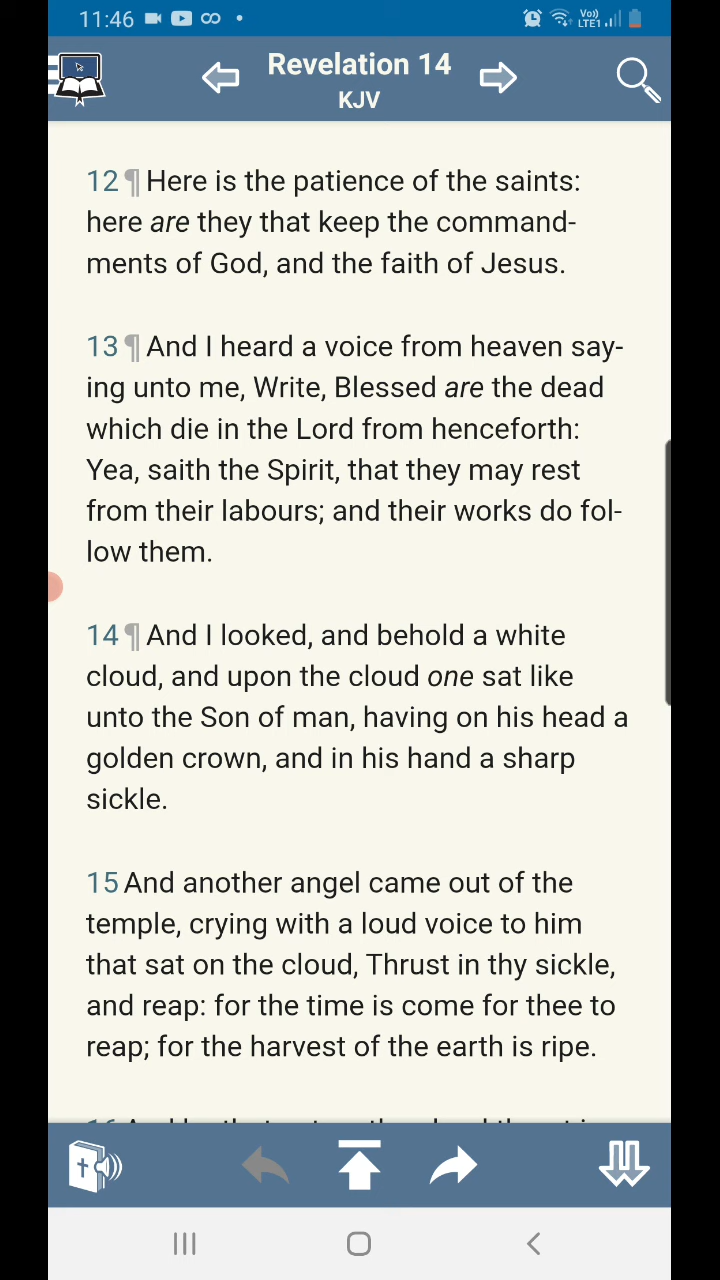 11:46
Vo)) LTE1
Revelation 14
KJV
12 ¶ Here is the patience of the saints:
here are they that keep the command-
ments of God, and the faith of Jesus.
13 ¶ And I heard a voice from heaven say-
ing unto me, Write, Blessed are the dead
which die in the Lord from henceforth:
Yea, saith the Spirit, that they may rest
from their labours; and their works do fol-
low them.
14 ¶ And I looked, and behold a white
cloud, and upon the cloud one sat like
unto the Son of man, having on his head a
golden crown, and in his hand a sharp
sickle.
15 And another angel came out of the
temple, crying with a loud voice to him
that sat on the cloud, Thrust in thy sickle,
and reap: for the time is come for thee to
reap; for the harvest of the earth is ripe.